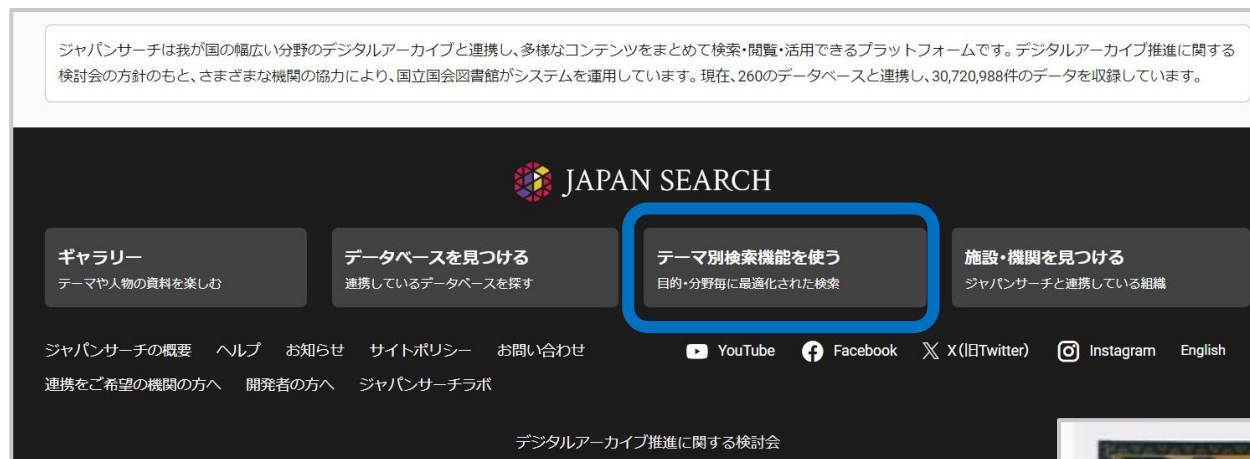 ジャパンサーチは我が国の幅広い分野のデジタルアーカイブと連携し、多様なコンテンツをまとめて検索・閲覧・活用できるプラットフォームです。デジタルアーカイブ推進に関する
検討会の方針のもと、さまざまな機関の協力により、国立国会図書館がシステムを運用しています。現在、260のデータベースと連携し、30,720,988件のデータを収録しています。
JAPAN SEARCH
ギャラリー
テーマや人物の資料を楽しむ
データベースを見つける
連携しているデータベースを探す
テーマ別検索機能を使う
目的・分野毎に最適化された検索
施設・機関を見つける
ジャパンサーチと連携している組織
ジャパンサーチの概要 ヘルプ お知らせ サイトポリシー お問い合わせ YouTube Facebook X(旧Twitter) Instagram English
連携をご希望の機関の方へ 開発者の方へ ジャパンサーチラボ
デジタルアーカイブ推進に関する検討会